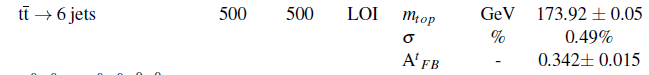 tt̄ → 6 jets 500 500 LOI m_top GeV 173.92 ± 0.05
σ % 0.49%
A^t_FB - 0.342± 0.015